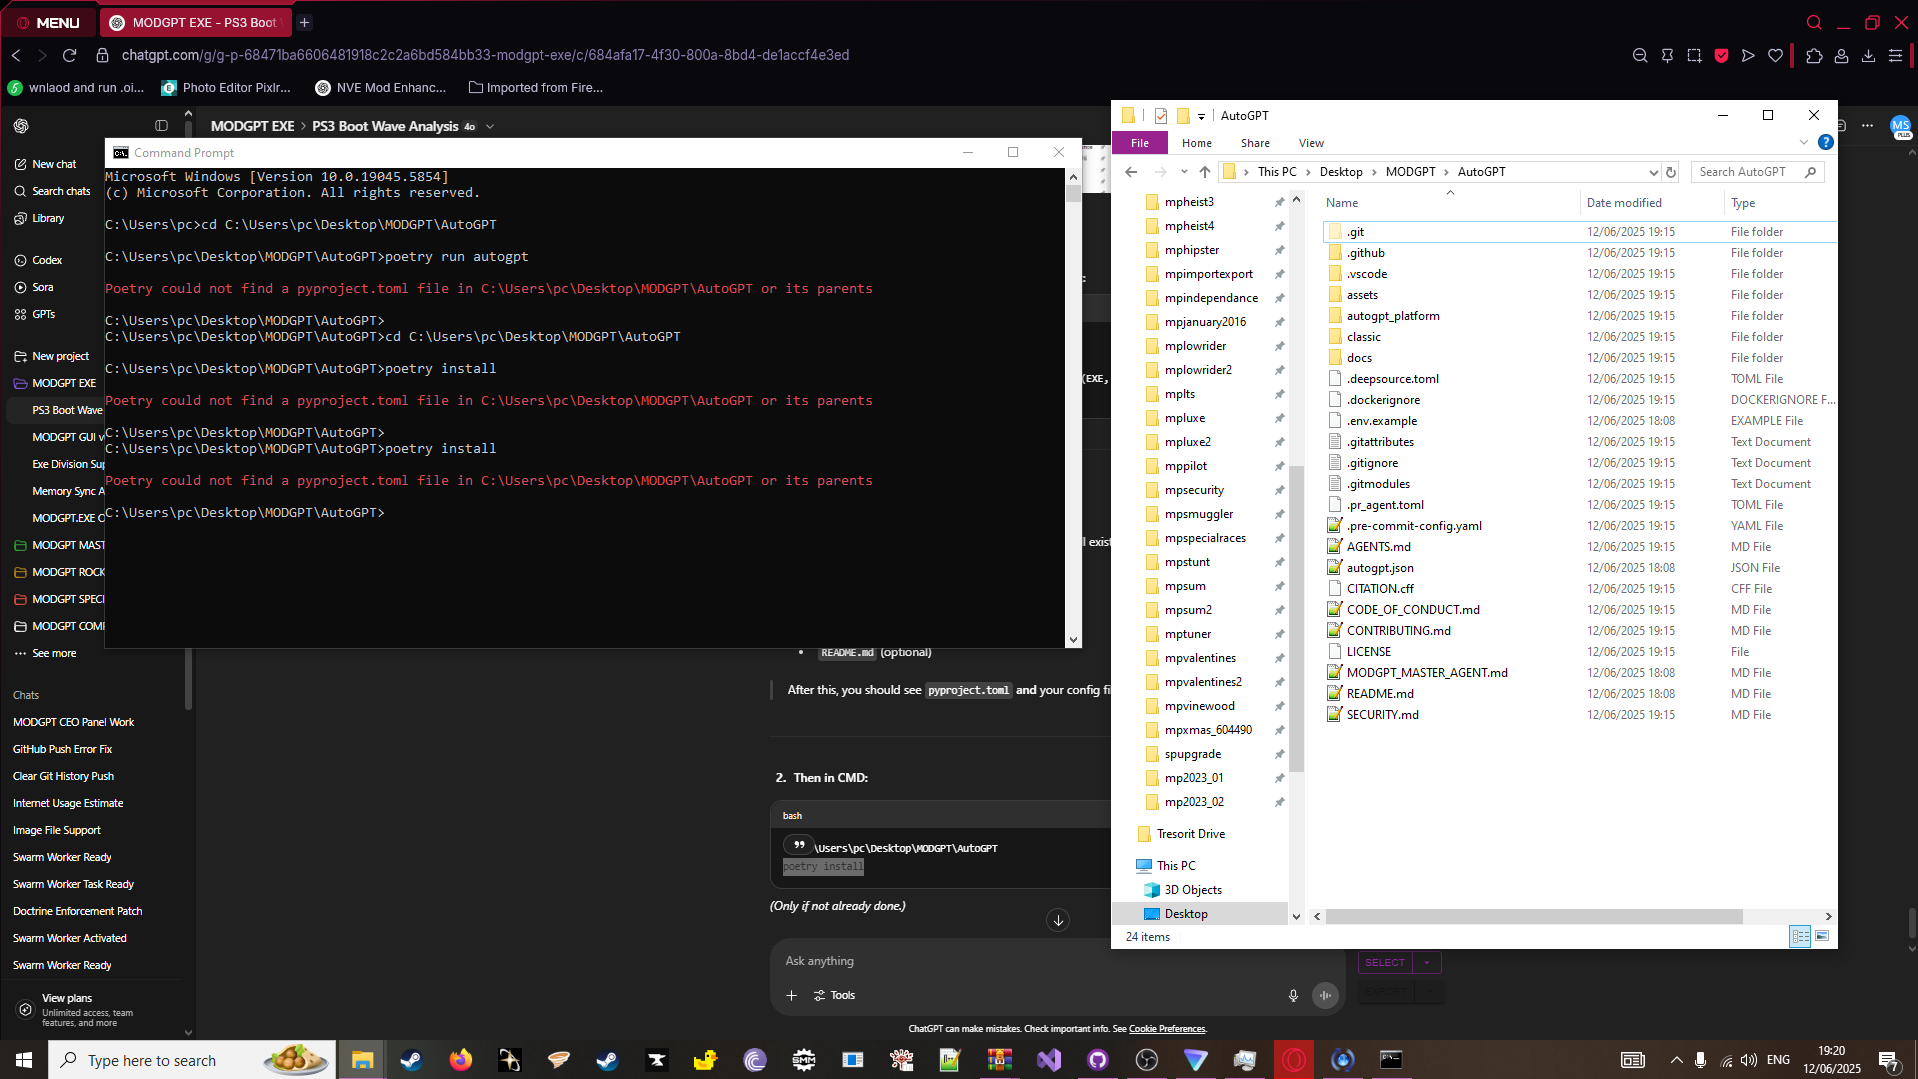 MENU
MODGPT EXE - PS3 Boot
chatgpt.com/g/g-p-68471ba6606481918c2c2a6bd584bb33-modgpt-exe/c/684afa17-4f30-800a-8bd4-de1accf4e3ed
wnlaod and run .oi...
Photo Editor Pixlr...
NVE Mod Enhanc...
Imported from Fire...
MODGPT EXE > PS3 Boot Wave Analysis 4o
MS
PLUS
New chat
Search chats
Library
Codex
Sora
GPTs
New project
MODGPT EXE
PS3 Boot Wave
MODGPT GUI v
Exe Division Sup
Memory Sync A
MODGPT.EXE C
MODGPT MAST
MODGPT ROCK
MODGPT SPECI
MODGPT COMP
See more
Chats
MODGPT CEO Panel Work
GitHub Push Error Fix
Clear Git History Push
Internet Usage Estimate
Image File Support
Swarm Worker Ready
Swarm Worker Task Ready
Doctrine Enforcement Patch
Swarm Worker Activated
Swarm Worker Ready
View plans
Unlimited access, team
features, and more
Command Prompt
Microsoft Windows [Version 10.0.19045.5854]
(c) Microsoft Corporation. All rights reserved.
C:\Users\pc>cd C:\Users\pc\Desktop\MODGPT\AutoGPT
C:\Users\pc\Desktop\MODGPT\AutoGPT>poetry run autogpt
Poetry could not find a pyproject.toml file in C:\Users\pc\Desktop\MODGPT\AutoGPT or its parents
C:\Users\pc\Desktop\MODGPT\AutoGPT>
C:\Users\pc\Desktop\MODGPT\AutoGPT>cd C:\Users\pc\Desktop\MODGPT\AutoGPT
C:\Users\pc\Desktop\MODGPT\AutoGPT>poetry install
Poetry could not find a pyproject.toml file in C:\Users\pc\Desktop\MODGPT\AutoGPT or its parents
C:\Users\pc\Desktop\MODGPT\AutoGPT>
C:\Users\pc\Desktop\MODGPT\AutoGPT>poetry install
Poetry could not find a pyproject.toml file in C:\Users\pc\Desktop\MODGPT\AutoGPT or its parents
C:\Users\pc\Desktop\MODGPT\AutoGPT>
(EXE,
l exist
README.md (optional)
After this, you should see pyproject.toml and your config fi
2. Then in CMD:
bash
\Users\pc\Desktop\MODGPT\AutoGPT
poetry install
(Only if not already done.)
Ask anything
Tools
ChatGPT can make mistakes. Check important info. See Cookie Preferences.
SELECT
AutoGPT
File Home Share View
This PC > Desktop > MODGPT > AutoGPT
Search AutoGPT
mpheist3
mpheist4
mphipster
mpimportexport
mpindependance
mpjanuary2016
mplowrider
mplowrider2
mplts
mpluxe
mpluxe2
mppilot
mpsecurity
mpsmuggler
mpspecialraces
mpstunt
mpsum
mpsum2
mptuner
mpvalentines
mpvalentines2
mpvinewood
mpxmas_604490
spupgrade
mp2023_01
mp2023_02
Tresorit Drive
This PC
3D Objects
Desktop
Name Date modified Type
.git 12/06/2025 19:15 File folder
.github 12/06/2025 19:15 File folder
.vscode 12/06/2025 19:15 File folder
assets 12/06/2025 19:15 File folder
autogpt_platform 12/06/2025 19:15 File folder
classic 12/06/2025 19:15 File folder
docs 12/06/2025 19:15 File folder
.deepsource.toml 12/06/2025 19:15 TOML File
.dockerignore 12/06/2025 19:15 DOCKERIGNORE F...
.env.example 12/06/2025 18:08 EXAMPLE File
.gitattributes 12/06/2025 19:15 Text Document
.gitignore 12/06/2025 19:15 Text Document
.gitmodules 12/06/2025 19:15 Text Document
.pr_agent.toml 12/06/2025 19:15 TOML File
.pre-commit-config.yaml 12/06/2025 19:15 YAML File
AGENTS.md 12/06/2025 19:15 MD File
autogpt.json 12/06/2025 18:08 JSON File
CITATION.cff 12/06/2025 19:15 CFF File
CODE_OF_CONDUCT.md 12/06/2025 19:15 MD File
CONTRIBUTING.md 12/06/2025 19:15 MD File
LICENSE 12/06/2025 19:15 File
MODGPT_MASTER_AGENT.md 12/06/2025 18:08 MD File
README.md 12/06/2025 18:08 MD File
SECURITY.md 12/06/2025 19:15 MD File
24 items
Type here to search
SMM
ENG
19:20
12/06/2025
7